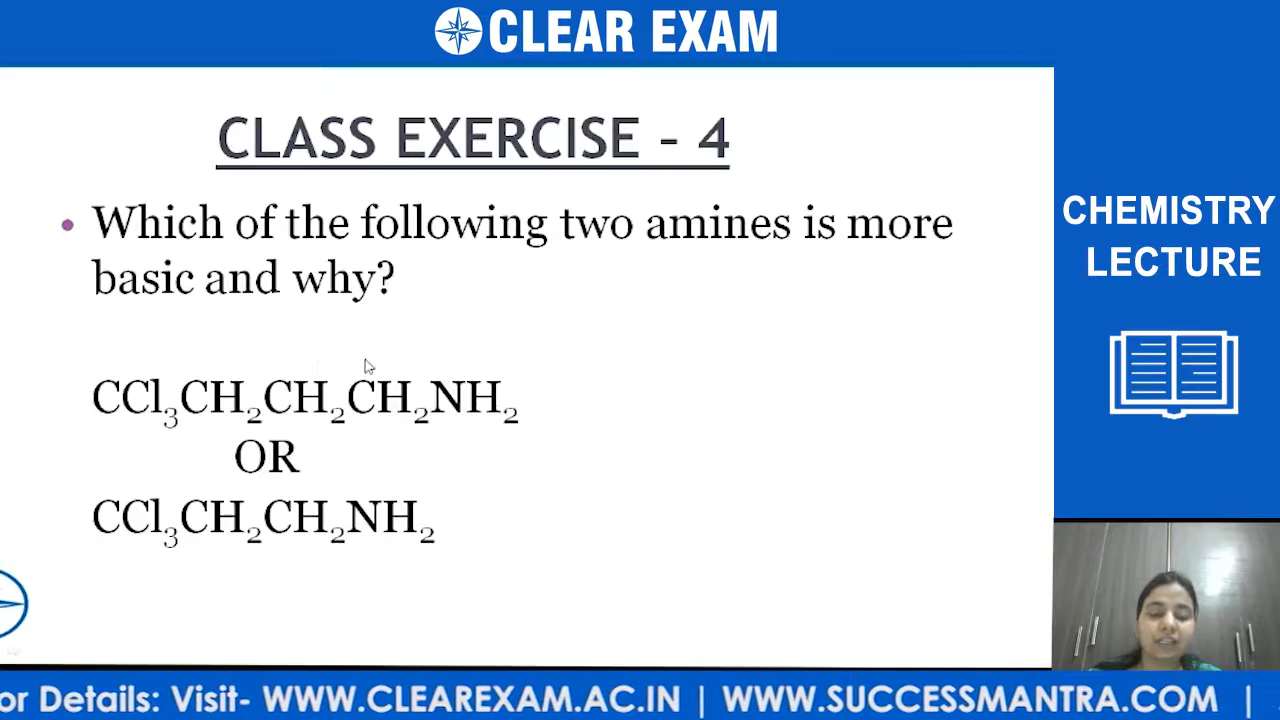 CLEAR EXAM
CLASS EXERCISE - 4
• Which of the following two amines is more
basic and why?
CCl₃CH₂CH₂CH₂NH₂
OR
CCl₃CH₂CH₂NH₂
CHEMISTRY
LECTURE
or Details: Visit- WWW.CLEAREXAM.AC.IN | WWW.SUCCESSMANTRA.COM |